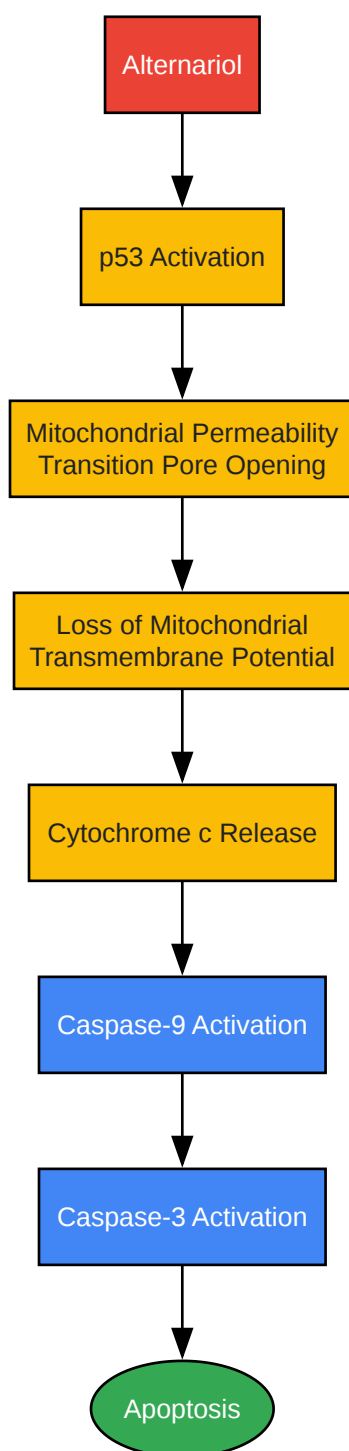 Alternariol
p53 Activation
Mitochondrial Permeability
Transition Pore Opening
Loss of Mitochondrial
Transmembrane Potential
Cytochrome c Release
Caspase-9 Activation
Caspase-3 Activation
Apoptosis